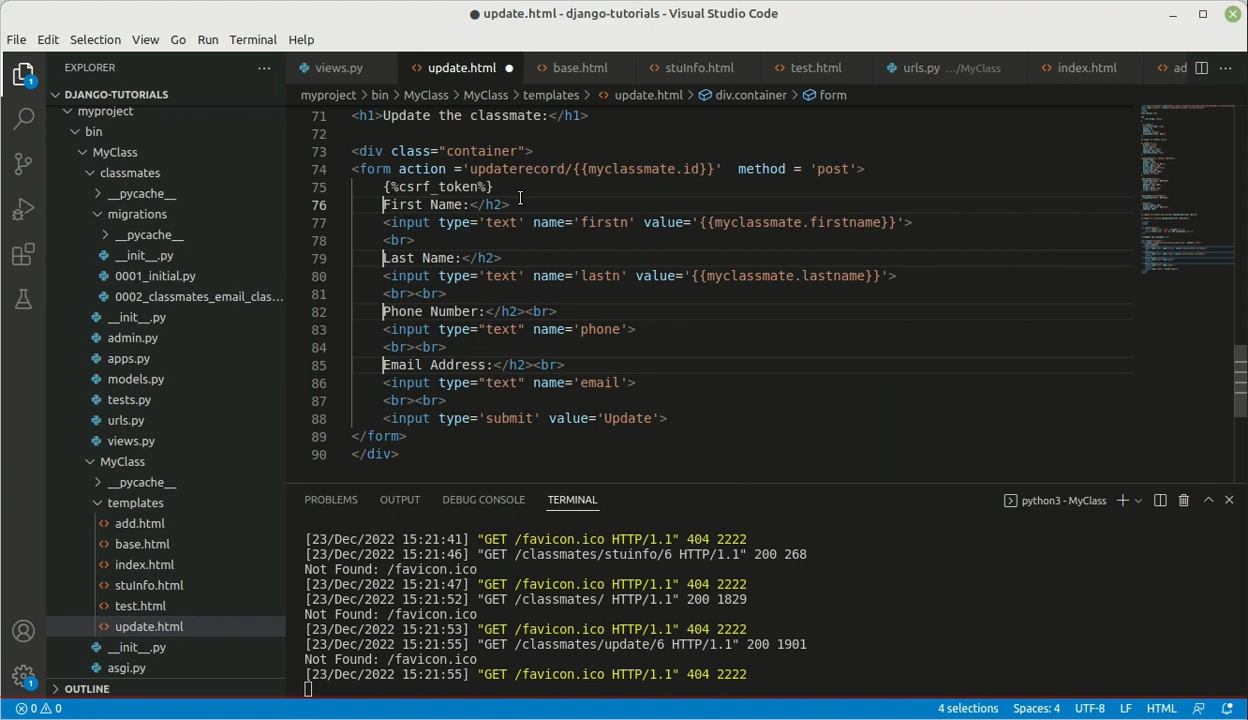 update.html - django-tutorials - Visual Studio Code
File Edit Selection View Go Run Terminal Help
1
EXPLORER
views.py
update.html
base.html
stuInfo.html
test.html
urls.py .../MyClass
index.html
ad
DJANGO-TUTORIALS
myproject > bin > MyClass > MyClass > templates > update.html > div.container > form
myproject
bin
MyClass
classmates
__pycache__
migrations
__pycache__
__init__.py
0001_initial.py
0002_classmates_email_clas...
__init__.py
admin.py
apps.py
models.py
tests.py
urls.py
views.py
MyClass
__pycache__
templates
add.html
base.html
index.html
stuInfo.html
test.html
update.html
__init__.py
asgi.py
OUTLINE
1
71 <h1>Update the classmate:</h1>
72
73 <div class="container">
74 <form action ='updaterecord/{{myclassmate.id}}'  method = 'post'>
75 {%csrf_token%}
76 First Name:</h2>
77 <input type='text' name='firstn' value='{{myclassmate.firstname}}'>
78 <br>
79 Last Name:</h2>
80 <input type='text' name='lastn' value='{{myclassmate.lastname}}'>
81 <br><br>
82 Phone Number:</h2><br>
83 <input type="text" name='phone'>
84 <br><br>
85 Email Address:</h2><br>
86 <input type="text" name='email'>
87 <br><br>
88 <input type='submit' value='Update'>
89 </form>
90 </div>
PROBLEMS OUTPUT DEBUG CONSOLE TERMINAL
python3 - MyClass
[23/Dec/2022 15:21:41] "GET /favicon.ico HTTP/1.1" 404 2222
[23/Dec/2022 15:21:46] "GET /classmates/stuinfo/6 HTTP/1.1" 200 268
Not Found: /favicon.ico
[23/Dec/2022 15:21:47] "GET /favicon.ico HTTP/1.1" 404 2222
[23/Dec/2022 15:21:52] "GET /classmates/ HTTP/1.1" 200 1829
Not Found: /favicon.ico
[23/Dec/2022 15:21:53] "GET /favicon.ico HTTP/1.1" 404 2222
[23/Dec/2022 15:21:55] "GET /classmates/update/6 HTTP/1.1" 200 1901
Not Found: /favicon.ico
[23/Dec/2022 15:21:55] "GET /favicon.ico HTTP/1.1" 404 2222
0 0
4 selections Spaces: 4 UTF-8 LF HTML